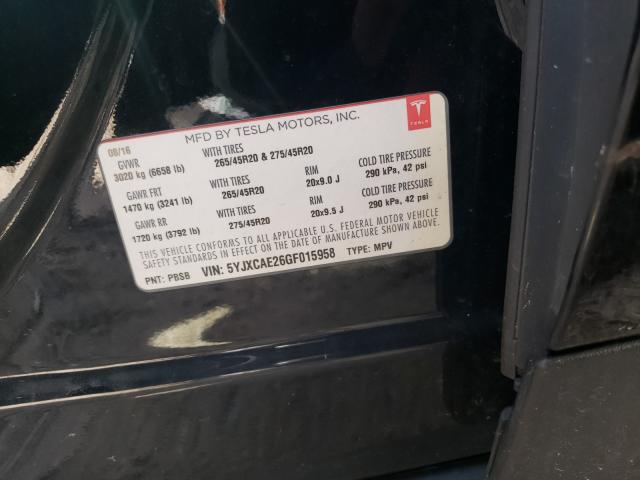 MFD BY TESLA MOTORS, INC.
TESLA
08/16
GVWR WITH TIRES COLD TIRE PRESSURE
3020 kg (6658 lb) 265/45R20 & 275/45R20 290 kPa, 42 psi
GAWR FRT WITH TIRES RIM COLD TIRE PRESSURE
1470 kg (3241 lb) 265/45R20 20x9.0 J 290 kPa, 42 psi
GAWR RR WITH TIRES RIM
1720 kg (3792 lb) 275/45R20 20x9.5 J
THIS VEHICLE CONFORMS TO ALL APPLICABLE U.S. FEDERAL MOTOR VEHICLE
SAFETY STANDARDS IN EFFECT ON THE DATE OF MANUFACTURE SHOWN ABOVE.
PNT: PBSB VIN: 5YJXCAE26GF015958 TYPE: MPV